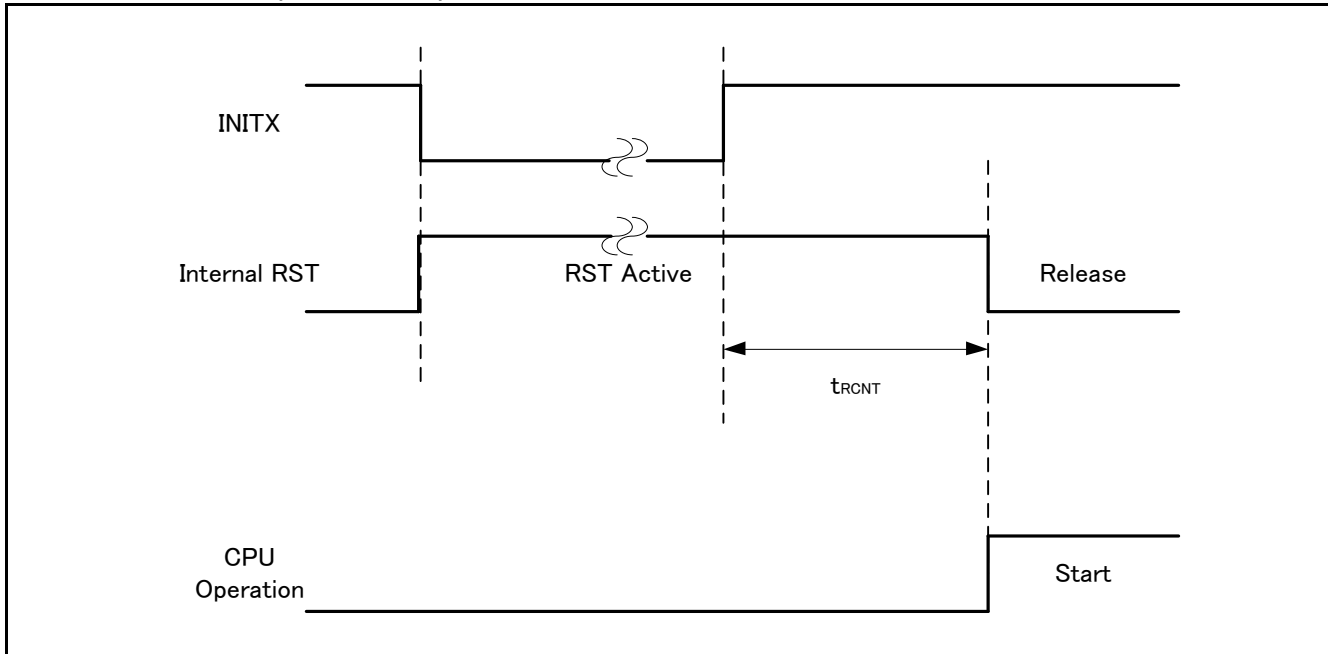 INITX
Internal RST
RST Active
Release
tRCNT
CPU
Operation
Start